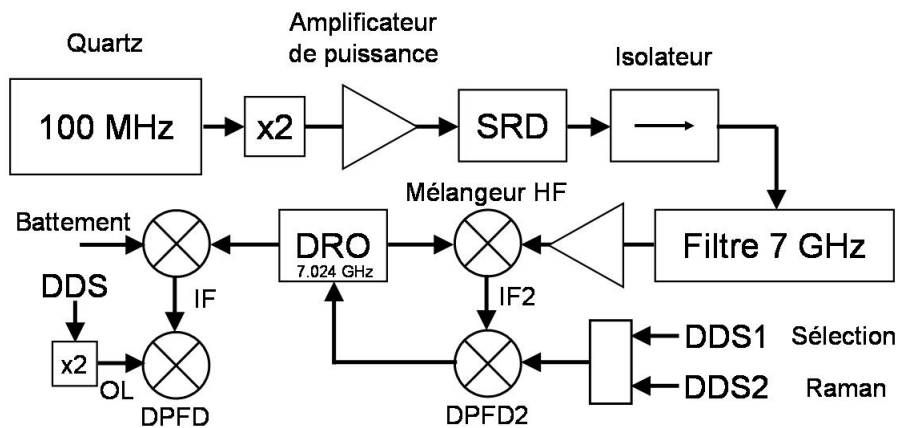 Quartz
Amplificateur
de puissance
Isolateur
100 MHz
x2
SRD
Mélangeur HF
Battement
DRO
7.024 GHz
Filtre 7 GHz
DDS
IF
IF2
x2
OL
DPFD
DPFD2
DDS1 Sélection
DDS2 Raman